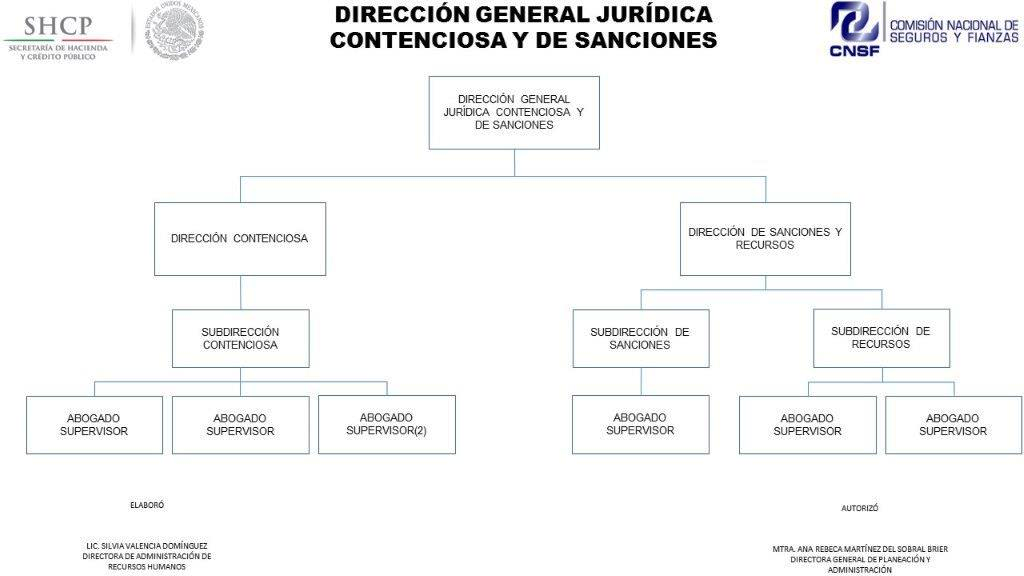 SHCP
SECRETARÍA DE HACIENDA
Y CRÉDITO PÚBLICO
ESTADOS UNIDOS MEXICANOS
DIRECCIÓN GENERAL JURÍDICA
CONTENCIOSA Y DE SANCIONES
CNSF
COMISIÓN NACIONAL DE
SEGUROS Y FIANZAS
DIRECCIÓN GENERAL
JURÍDICA CONTENCIOSA Y
DE SANCIONES
DIRECCIÓN CONTENCIOSA
DIRECCIÓN DE SANCIONES Y
RECURSOS
SUBDIRECCIÓN
CONTENCIOSA
SUBDIRECCIÓN DE
SANCIONES
SUBDIRECCIÓN DE
RECURSOS
ABOGADO
SUPERVISOR
ABOGADO
SUPERVISOR
ABOGADO
SUPERVISOR(2)
ABOGADO
SUPERVISOR
ABOGADO
SUPERVISOR
ABOGADO
SUPERVISOR
ELABORÓ
LIC. SILVIA VALENCIA DOMÍNGUEZ
DIRECTORA DE ADMINISTRACIÓN DE
RECURSOS HUMANOS
AUTORIZÓ
MTRA. ANA REBECA MARTÍNEZ DEL SOBRAL BRIER
DIRECTORA GENERAL DE PLANEACIÓN Y
ADMINISTRACIÓN